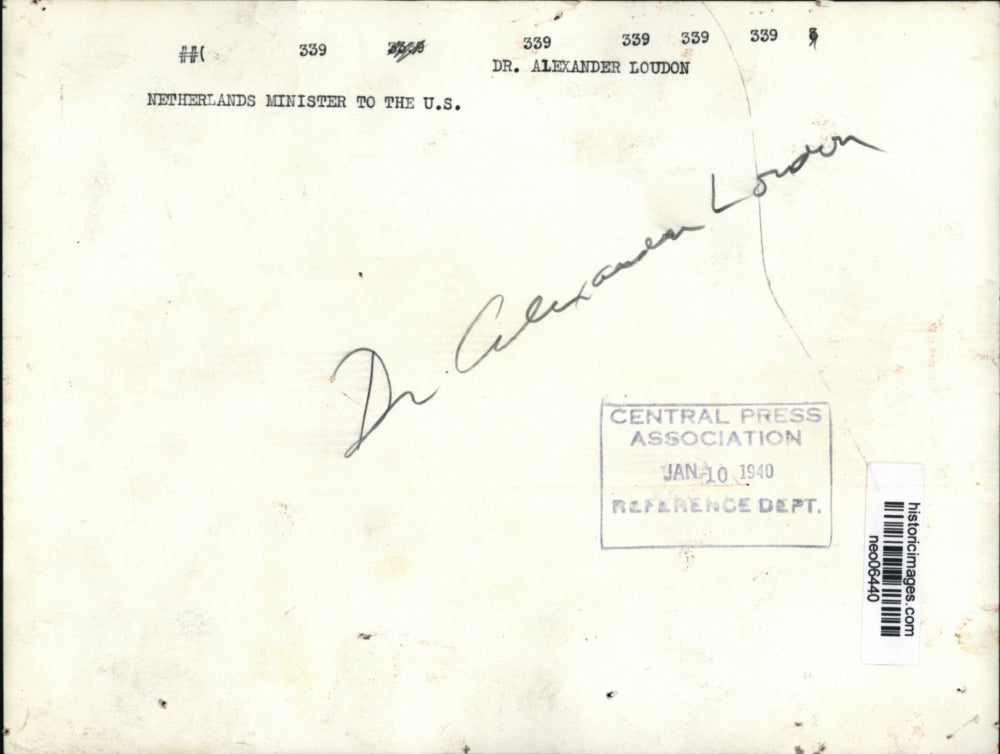 ##( 339 339 339 339 339
DR. ALEXANDER LOUDON
NETHERLANDS MINISTER TO THE U.S.
Dr. Alexander Loudon
CENTRAL PRESS
ASSOCIATION
JAN 10 1940
REFERENCE DEPT.
historicimages.com
neo06440